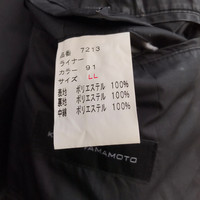 品番 7213
ライナー
カラー 91
サイズ LL
表地 ポリエステル 100%
裏地 ポリエステル 100%
中綿 ポリエステル 100%
YAMAMOTO